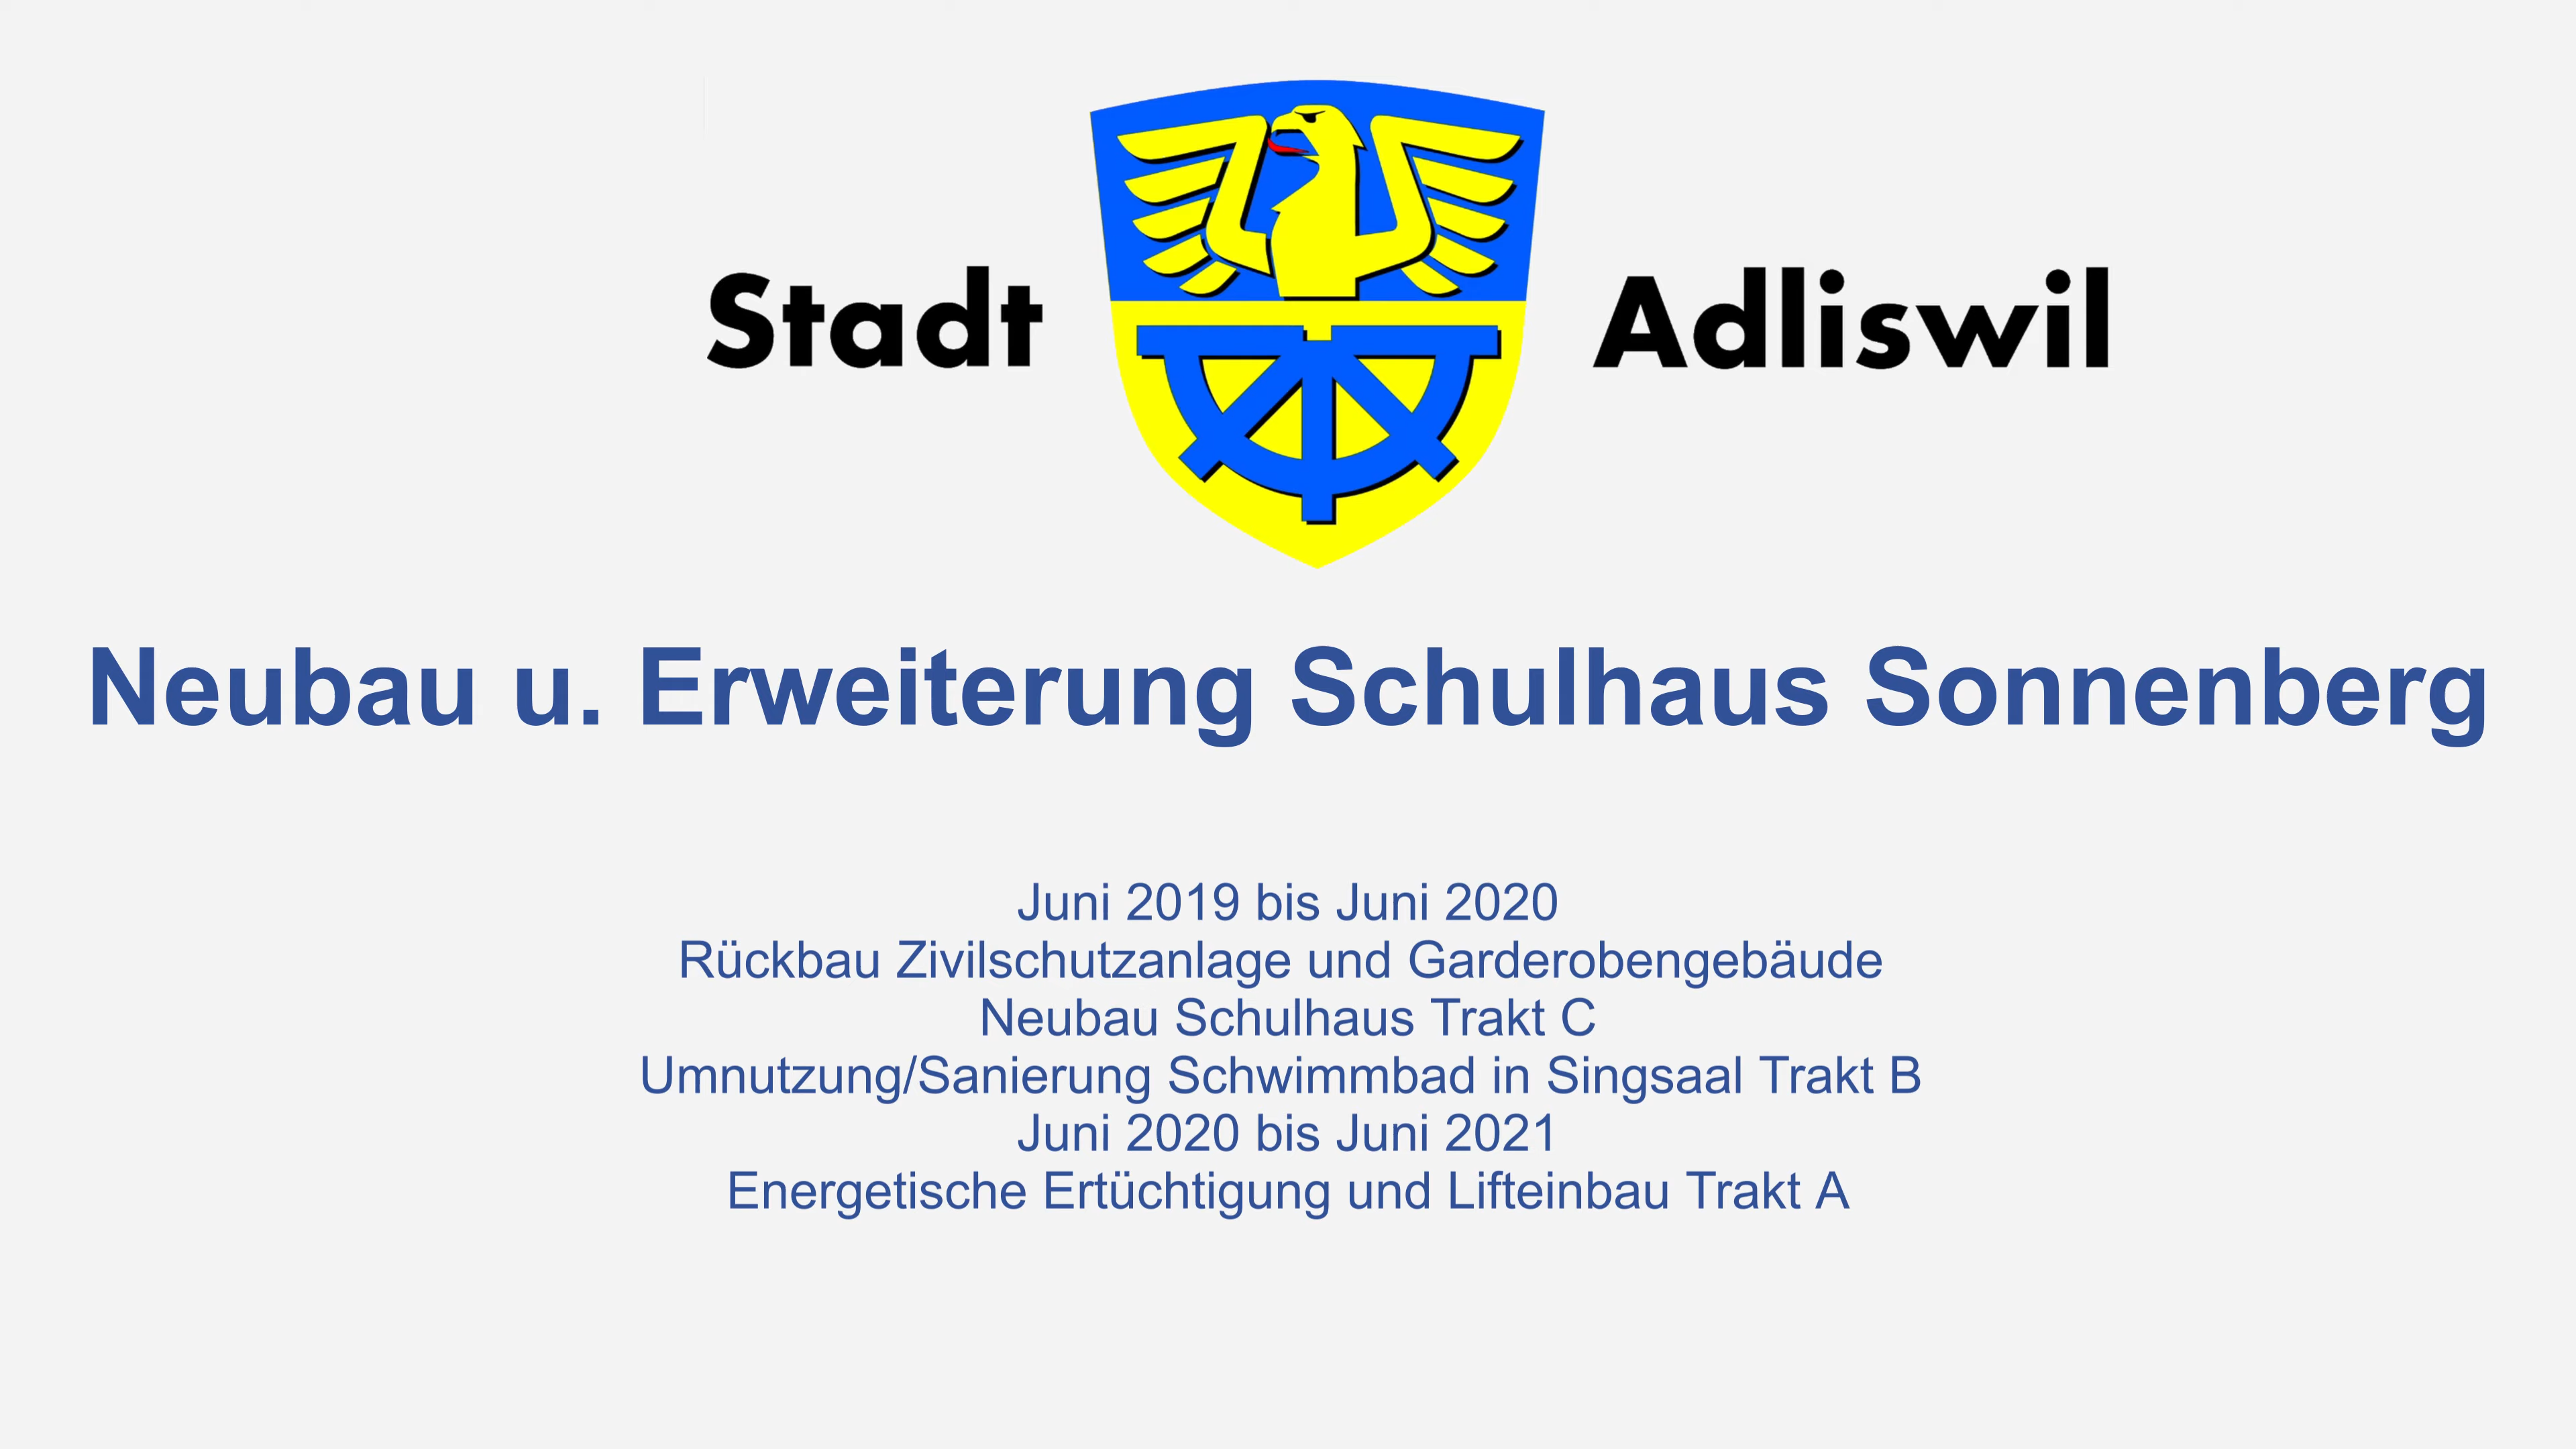 Stadt Adliswil
Neubau u. Erweiterung Schulhaus Sonnenberg
Juni 2019 bis Juni 2020
Rückbau Zivilschutzanlage und Garderobengebäude
Neubau Schulhaus Trakt C
Umnutzung/Sanierung Schwimmbad in Singsaal Trakt B
Juni 2020 bis Juni 2021
Energetische Ertüchtigung und Lifteinbau Trakt A